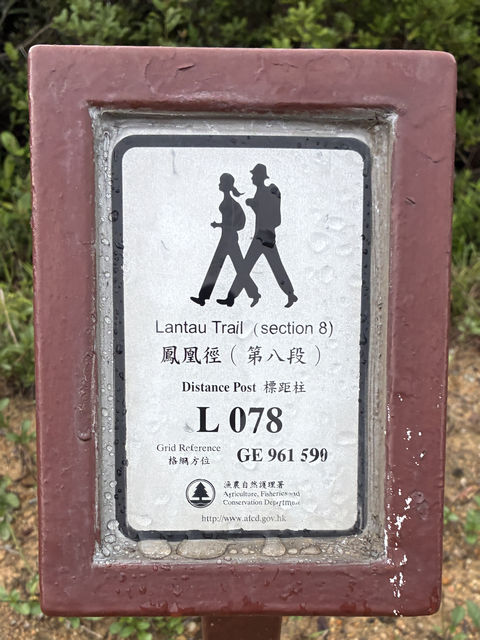 Lantau Trail (section 8)
鳳凰徑（第八段）
Distance Post 標距柱
L 078
Grid Reference GE 961 590
格網方位
漁農自然護理署
Agriculture, Fisheries and
Conservation Department
http://www.afcd.gov.hk